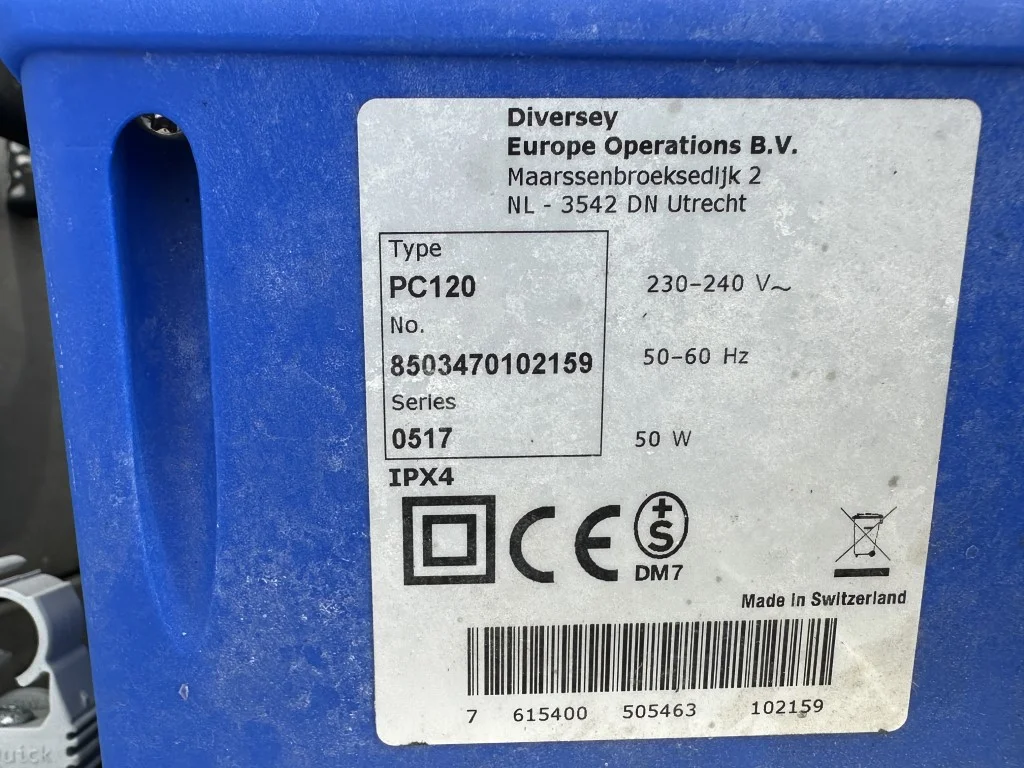 Diversey
Europe Operations B.V.
Maarssenbroeksedijk 2
NL - 3542 DN Utrecht
Type
PC120
230-240 V~
No.
8503470102159
50-60 Hz
Series
0517
50 W
IPX4
CE
+S
DM7
Made in Switzerland
7 615400 505463 102159
quick